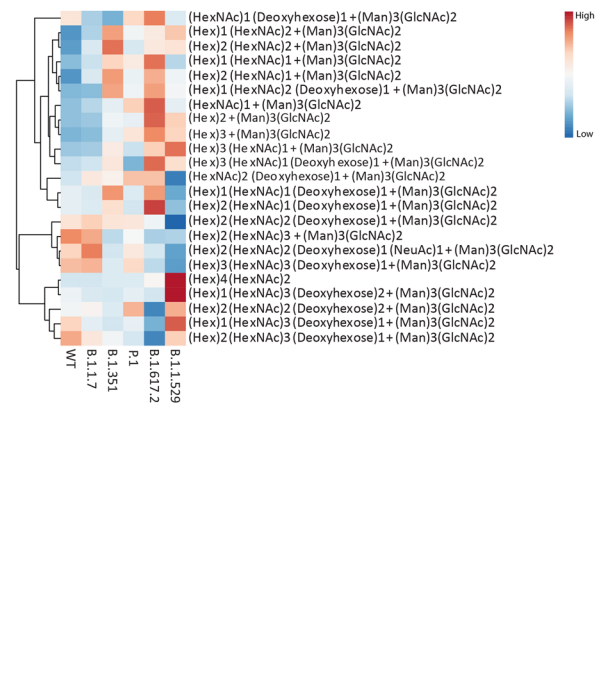 (HexNAc)1(Deoxyhexose)1+(Man)3(GlcNAc)2
(Hex)1(HexNAc)2+(Man)3(GlcNAc)2
(Hex)2(HexNAc)2+(Man)3(GlcNAc)2
(Hex)1(HexNAc)1+(Man)3(GlcNAc)2
(Hex)2(HexNAc)1+(Man)3(GlcNAc)2
(Hex)1(HexNAc)2(Deoxyhexose)1+(Man)3(GlcNAc)2
(HexNAc)1+(Man)3(GlcNAc)2
(Hex)2+(Man)3(GlcNAc)2
(Hex)3+(Man)3(GlcNAc)2
(Hex)3(HexNAc)1+(Man)3(GlcNAc)2
(Hex)3(HexNAc)1(Deoxyhexose)1+(Man)3(GlcNAc)2
(HexNAc)2(Deoxyhexose)1+(Man)3(GlcNAc)2
(Hex)1(HexNAc)1(Deoxyhexose)1+(Man)3(GlcNAc)2
(Hex)2(HexNAc)1(Deoxyhexose)1+(Man)3(GlcNAc)2
(Hex)2(HexNAc)2(Deoxyhexose)1+(Man)3(GlcNAc)2
(Hex)2(HexNAc)3+(Man)3(GlcNAc)2
(Hex)2(HexNAc)2(Deoxyhexose)1(NeuAc)1+(Man)3(GlcNAc)2
(Hex)3(HexNAc)3(Deoxyhexose)1+(Man)3(GlcNAc)2
(Hex)4(HexNAc)2
(Hex)1(HexNAc)3(Deoxyhexose)2+(Man)3(GlcNAc)2
(Hex)2(HexNAc)2(Deoxyhexose)2+(Man)3(GlcNAc)2
(Hex)1(HexNAc)3(Deoxyhexose)1+(Man)3(GlcNAc)2
(Hex)2(HexNAc)3(Deoxyhexose)1+(Man)3(GlcNAc)2
WT
B.1.1.7
B.1.351
P.1
B.1.617.2
B.1.1.529
High
Low